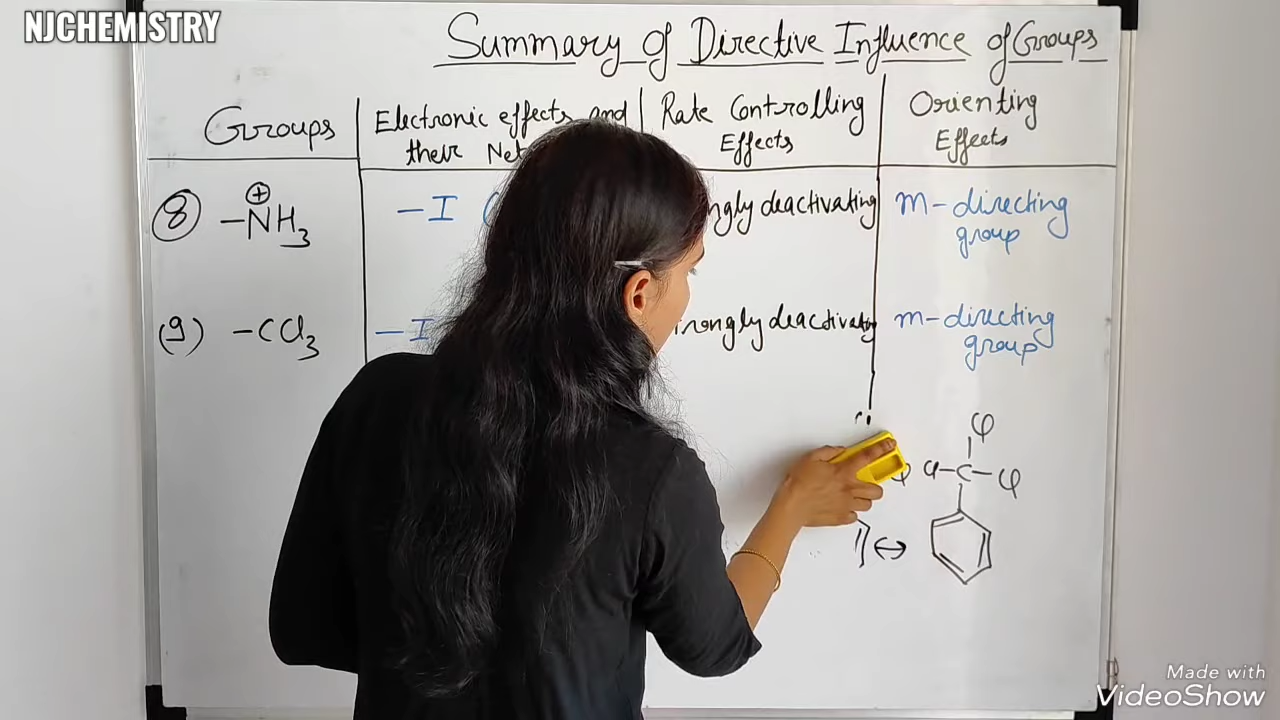 NJCHEMISTRY
Summary of Directive Influence of Groups
Groups
Electronic effects and
their Net
Rate Controlling
Effects
Orienting
Effects
(8) -NH3 ⊕
-I
ngly deactivating
m-directing
group
(9) -CCl3
-I
rongly deactivating
m-directing
group
Cl
Cl-C-Cl
↔
Made with
VideoShow